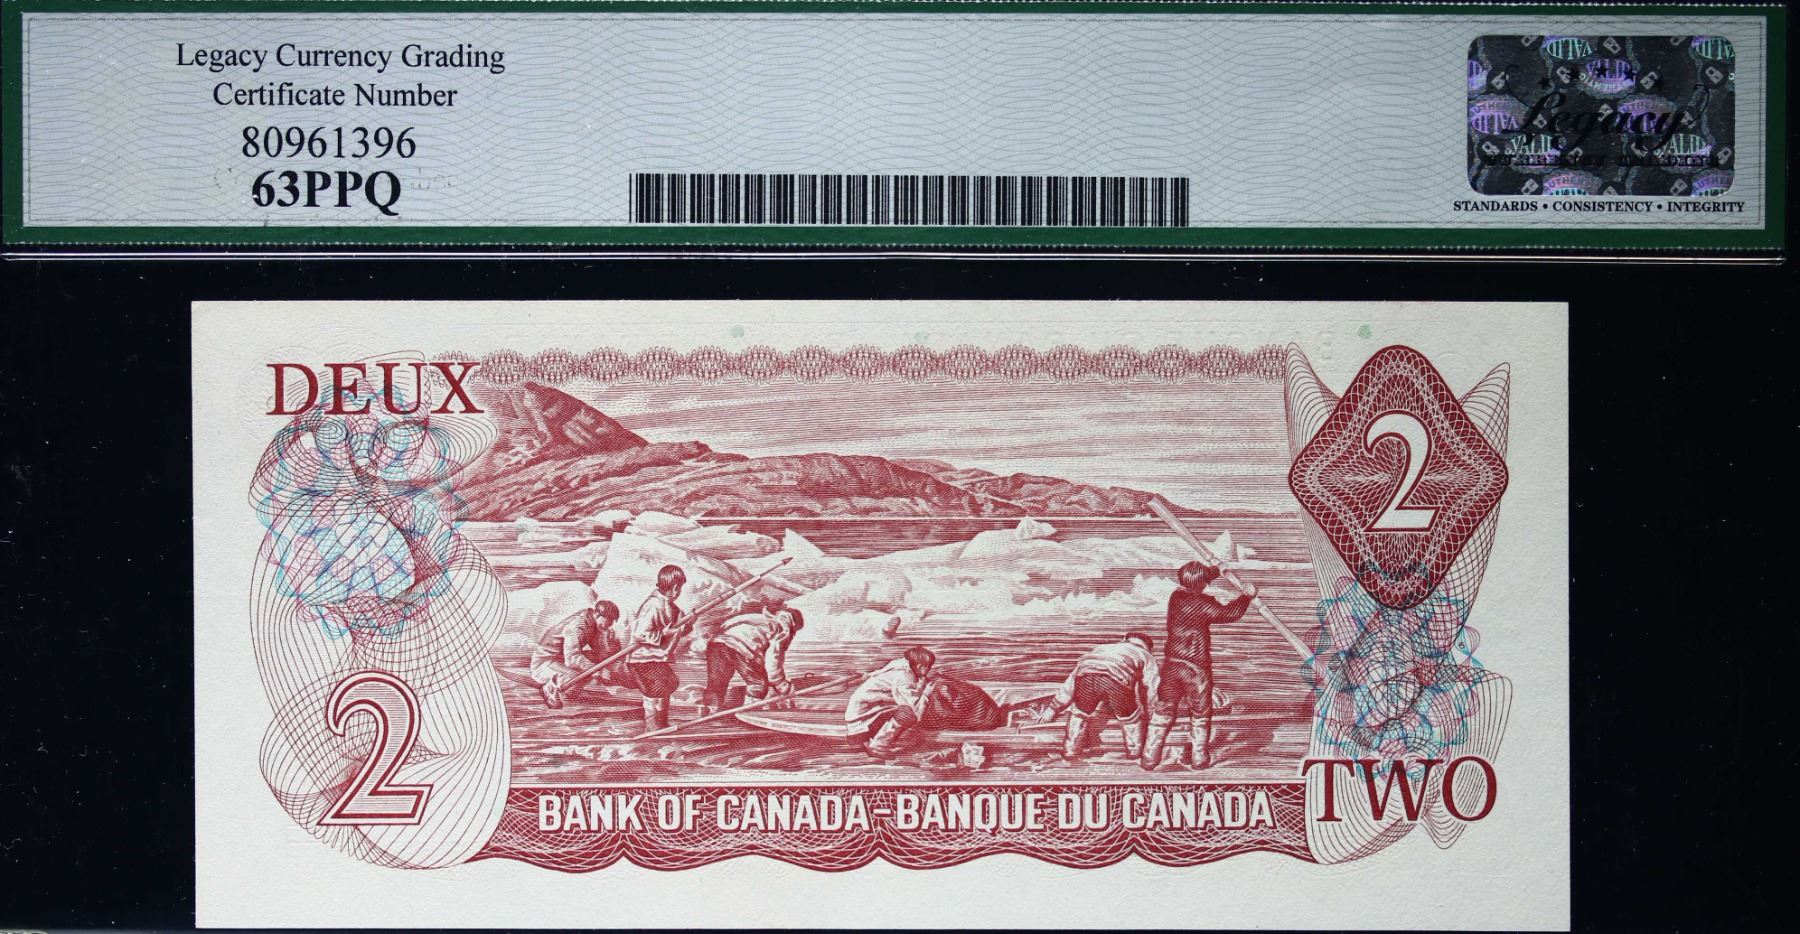 Legacy Currency Grading
Certificate Number
80961396
63PPQ
Legacy
STANDARDS • CONSISTENCY • INTEGRITY
DEUX
2
2
TWO
BANK OF CANADA-BANQUE DU CANADA